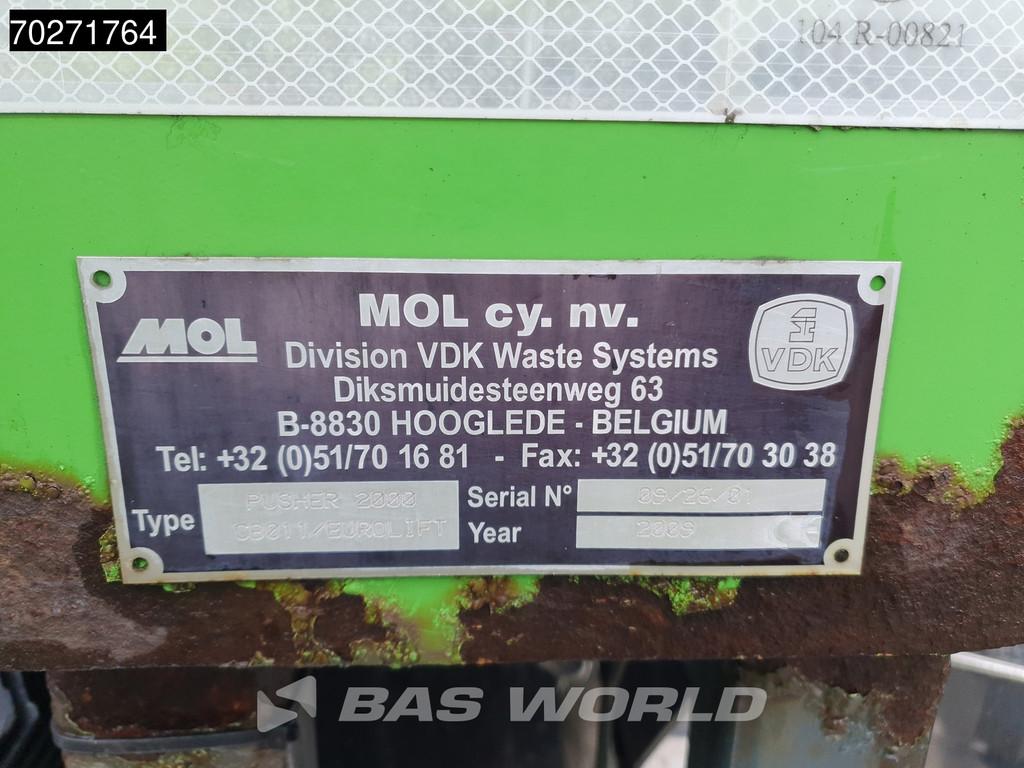 70271764
104 R-00821
MOL
MOL cy. nv.
VDK
Division VDK Waste Systems
Diksmuidesteenweg 63
B-8830 HOOGLEDE - BELGIUM
Tel: +32 (0)51/70 16 81 - Fax: +32 (0)51/70 30 38
Type PUSHER 2000
CB011/EUROLIFT
Serial N° 09/26/01
Year 2009 CE
BAS WORLD